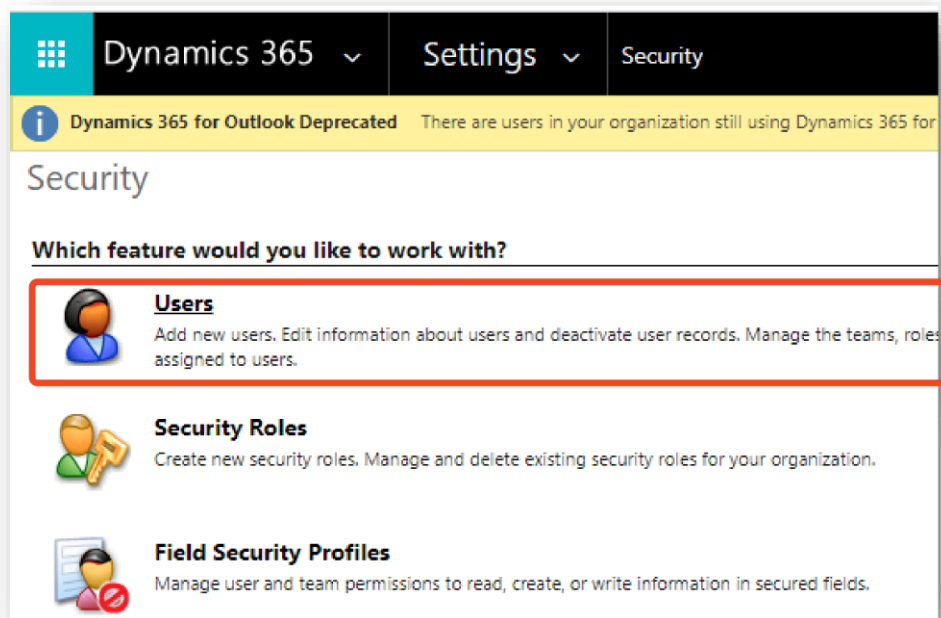 Dynamics 365 Settings Security
Dynamics 365 for Outlook Deprecated There are users in your organization still using Dynamics 365 for
Security
Which feature would you like to work with?
Users
Add new users. Edit information about users and deactivate user records. Manage the teams, roles
assigned to users.
Security Roles
Create new security roles. Manage and delete existing security roles for your organization.
Field Security Profiles
Manage user and team permissions to read, create, or write information in secured fields.